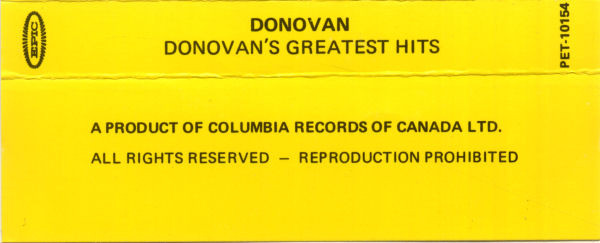 EPIC
DONOVAN
DONOVAN'S GREATEST HITS
PET-10154
A PRODUCT OF COLUMBIA RECORDS OF CANADA LTD.
ALL RIGHTS RESERVED – REPRODUCTION PROHIBITED